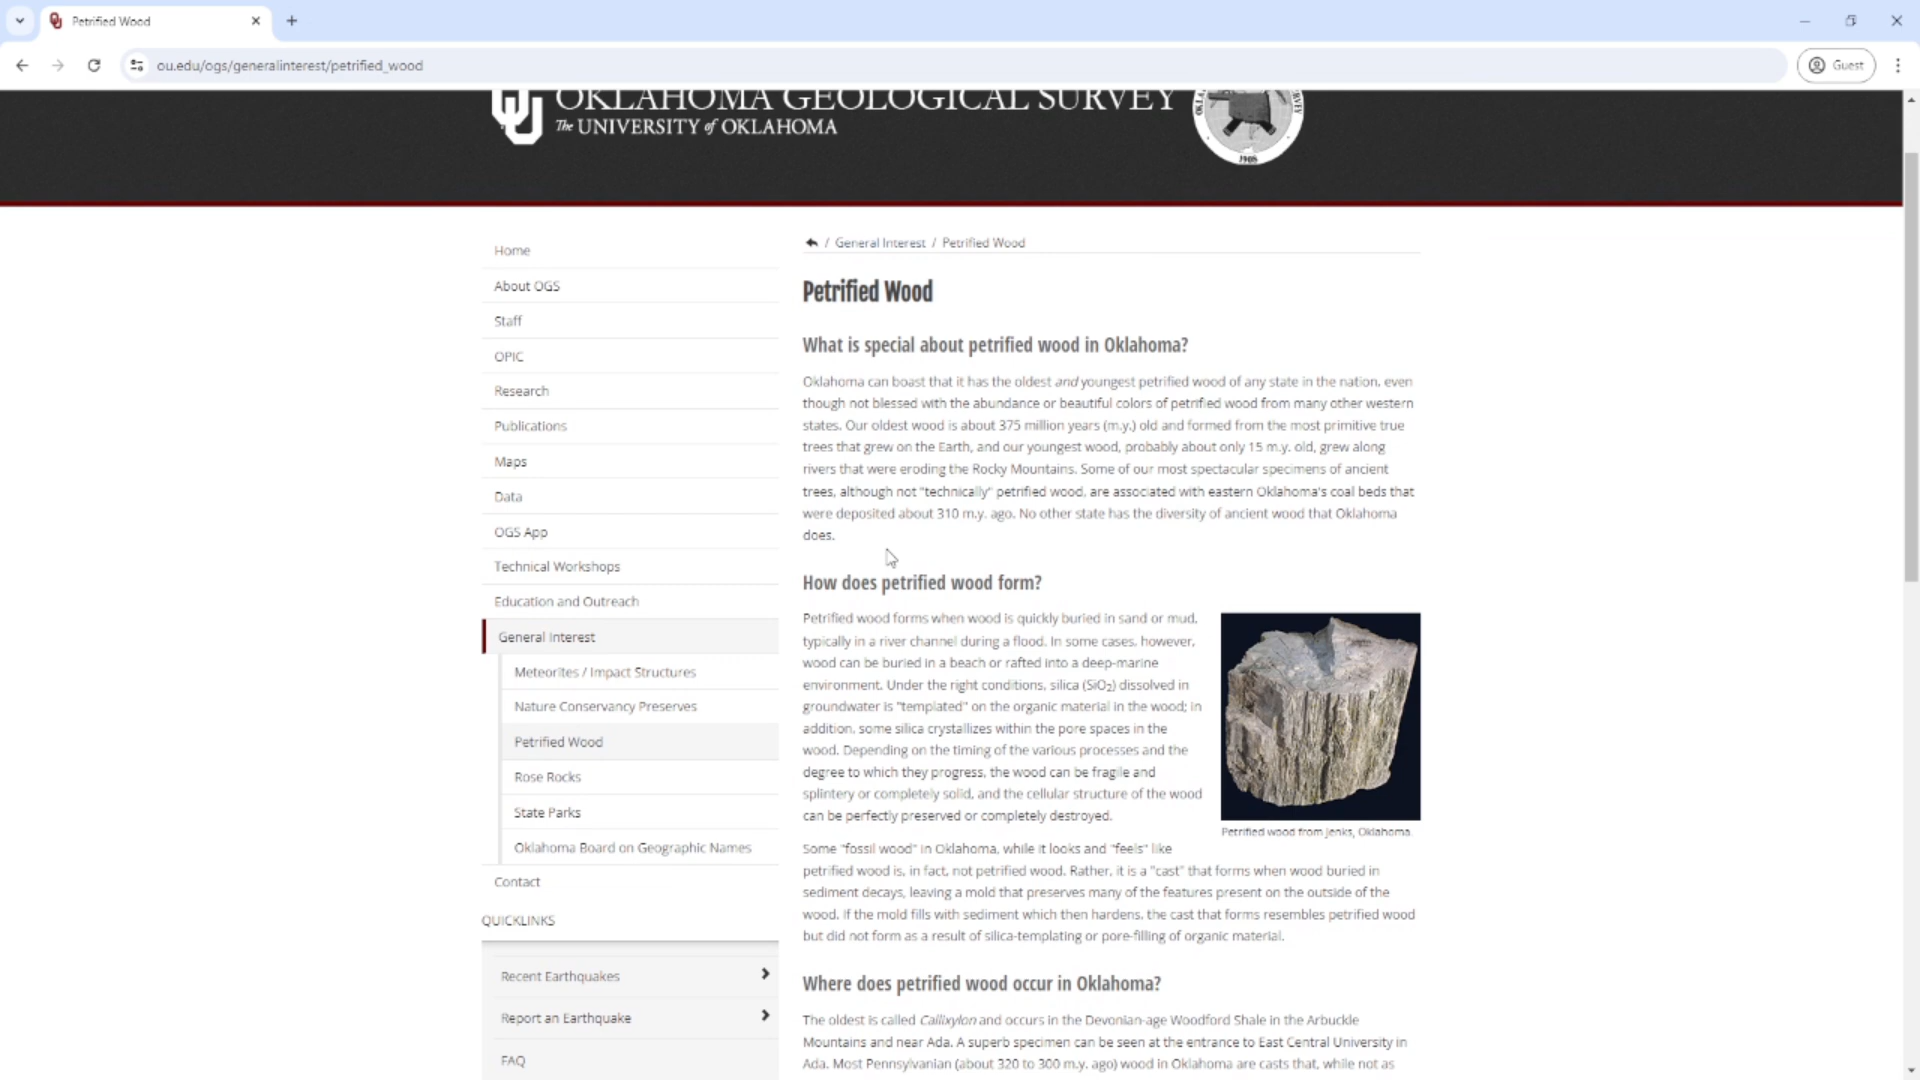 Petrified Wood
ou.edu/ogs/generalinterest/petrified_wood
Guest
OKLAHOMA GEOLOGICAL SURVEY
The UNIVERSITY of OKLAHOMA
1908
Home
About OGS
Staff
OPIC
Research
Publications
Maps
Data
OGS App
Technical Workshops
Education and Outreach
General Interest
Meteorites / Impact Structures
Nature Conservancy Preserves
Petrified Wood
Rose Rocks
State Parks
Oklahoma Board on Geographic Names
Contact
QUICKLINKS
Recent Earthquakes
Report an Earthquake
FAQ
/ General Interest / Petrified Wood
Petrified Wood
What is special about petrified wood in Oklahoma?
Oklahoma can boast that it has the oldest and youngest petrified wood of any state in the nation, even
though not blessed with the abundance or beautiful colors of petrified wood from many other western
states. Our oldest wood is about 375 million years (m.y.) old and formed from the most primitive true
trees that grew on the Earth, and our youngest wood, probably about only 15 m.y. old, grew along
rivers that were eroding the Rocky Mountains. Some of our most spectacular specimens of ancient
trees, although not "technically" petrified wood, are associated with eastern Oklahoma's coal beds that
were deposited about 310 m.y. ago. No other state has the diversity of ancient wood that Oklahoma
does.
How does petrified wood form?
Petrified wood forms when wood is quickly buried in sand or mud,
typically in a river channel during a flood. In some cases, however,
wood can be buried in a beach or rafted into a deep-marine
environment. Under the right conditions, silica (SiO₂) dissolved in
groundwater is "templated" on the organic material in the wood; in
addition, some silica crystallizes within the pore spaces in the
wood. Depending on the timing of the various processes and the
degree to which they progress, the wood can be fragile and
splintery or completely solid, and the cellular structure of the wood
can be perfectly preserved or completely destroyed.
Petrified wood from Jenks, Oklahoma
Some "fossil wood" in Oklahoma, while it looks and "feels" like
petrified wood is, in fact, not petrified wood. Rather, it is a "cast" that forms when wood buried in
sediment decays, leaving a mold that preserves many of the features present on the outside of the
wood. If the mold fills with sediment which then hardens, the cast that forms resembles petrified wood
but did not form as a result of silica-templating or pore-filling of organic material.
Where does petrified wood occur in Oklahoma?
The oldest is called Callixylon and occurs in the Devonian-age Woodford Shale in the Arbuckle
Mountains and near Ada. A superb specimen can be seen at the entrance to East Central University in
Ada. Most Pennsylvanian (about 320 to 300 m.y. ago) wood in Oklahoma are casts that, while not as